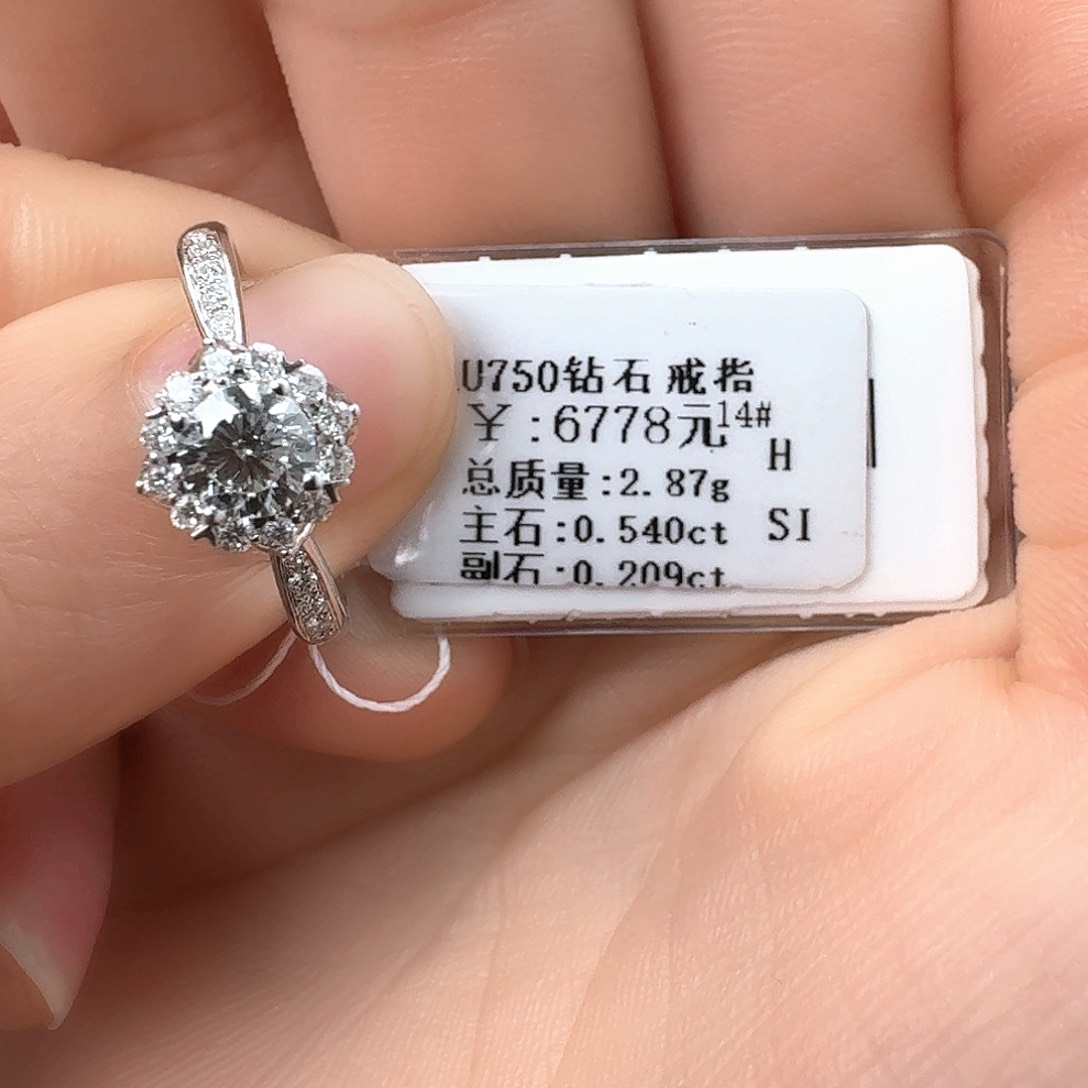 U750钻石戒指
￥:6778元14#
H
总质量:2.87g
主石:0.540ct SI
副石:0.209ct